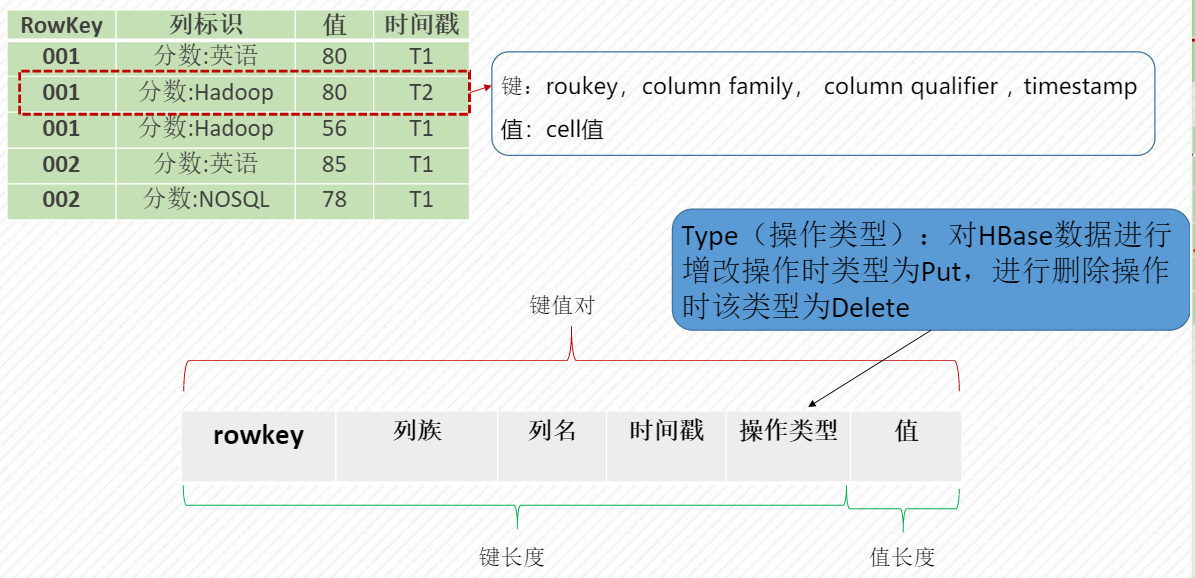 RowKey 列标识 值 时间戳
001 分数:英语 80 T1
001 分数:Hadoop 80 T2
001 分数:Hadoop 56 T1
002 分数:英语 85 T1
002 分数:NOSQL 78 T1
键：roukey，column family， column qualifier，timestamp
值：cell值
Type（操作类型）：对HBase数据进行
增改操作时类型为Put，进行删除操作
时该类型为Delete
键值对
rowkey 列族 列名 时间戳 操作类型 值
键长度 值长度